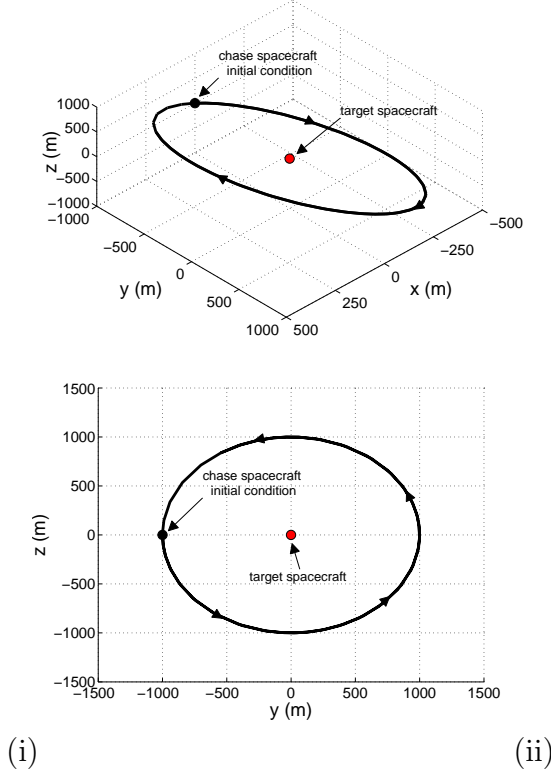 chase spacecraft
initial condition
target spacecraft
1000
500
0
−500
−1000
z (m)
−1000
−500
0
500
1000
y (m)
−500
−250
0
250
500
x (m)
1500
1000
500
0
−500
−1000
−1500
z (m)
chase spacecraft
initial condition
target spacecraft
−1500
−1000
−500
0
500
1000
1500
y (m)
(i)
(ii)